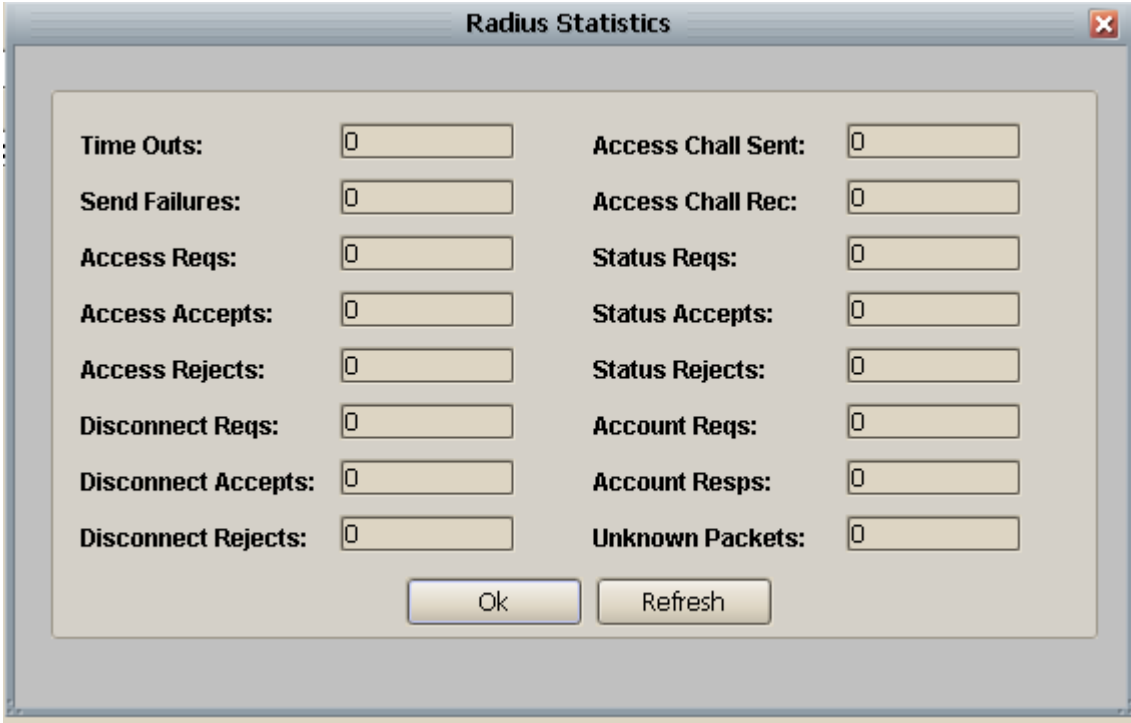 Radius Statistics
Time Outs: 0 Access Chall Sent: 0
Send Failures: 0 Access Chall Rec: 0
Access Reqs: 0 Status Reqs: 0
Access Accepts: 0 Status Accepts: 0
Access Rejects: 0 Status Rejects: 0
Disconnect Reqs: 0 Account Reqs: 0
Disconnect Accepts: 0 Account Resps: 0
Disconnect Rejects: 0 Unknown Packets: 0
Ok Refresh